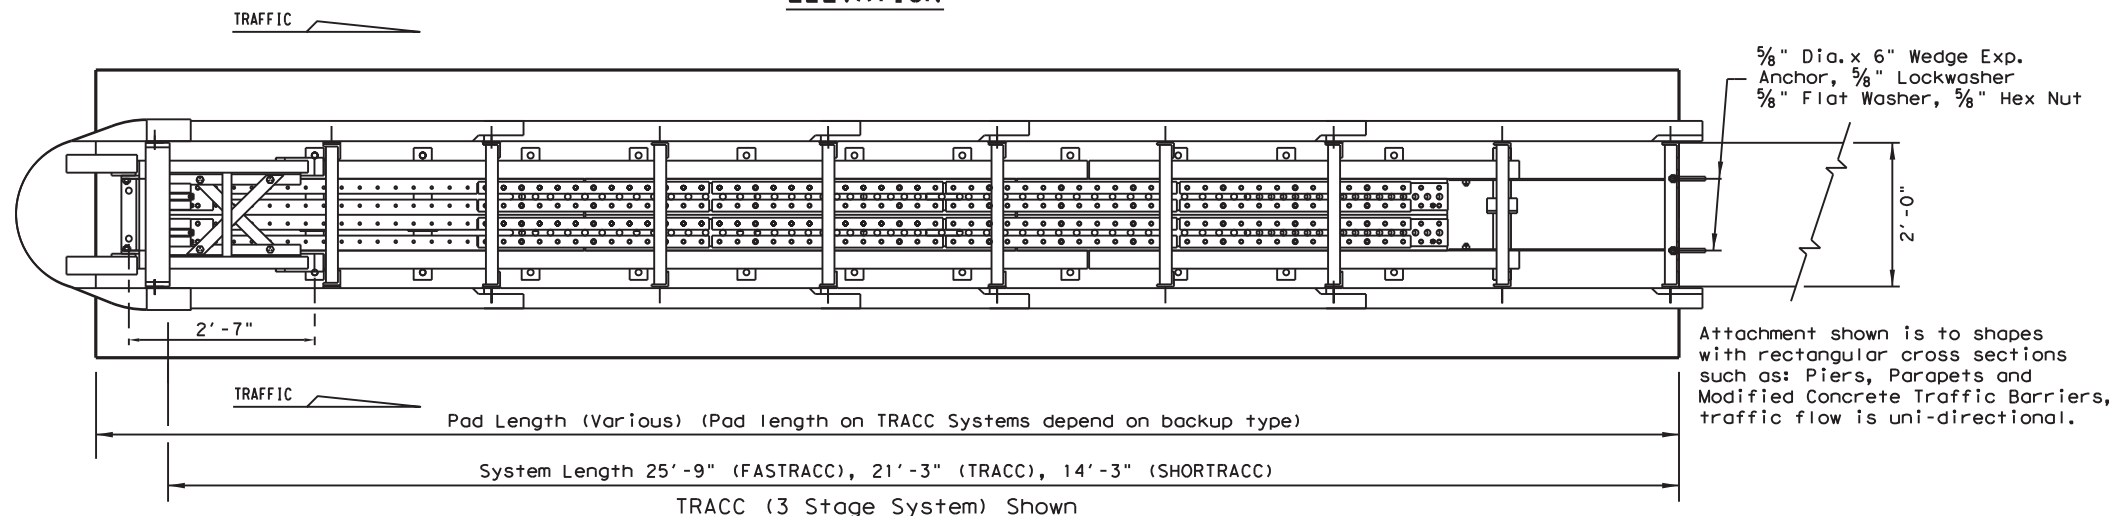 TRAFFIC
⅝" Dia.x 6" Wedge Exp.
Anchor, ⅝" Lockwasher
⅝" Flat Washer, ⅝" Hex Nut
2'-0"
2'-7"
Attachment shown is to shapes
with rectangular cross sections
such as: Piers, Parapets and
Modified Concrete Traffic Barriers,
traffic flow is uni-directional.
TRAFFIC
Pad Length (Various) (Pad length on TRACC Systems depend on backup type)
System Length 25'-9" (FASTRACC), 21'-3" (TRACC), 14'-3" (SHORTRACC)
TRACC (3 Stage System) Shown